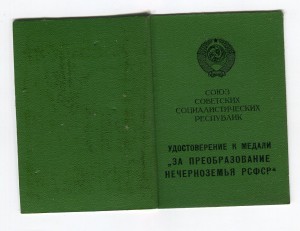 СОЮЗ
СОВЕТСКИХ
СОЦИАЛИСТИЧЕСКИХ
РЕСПУБЛИК
УДОСТОВЕРЕНИЕ К МЕДАЛИ
„ЗА ПРЕОБРАЗОВАНИЕ
НЕЧЕРНОЗЕМЬЯ РСФСР“